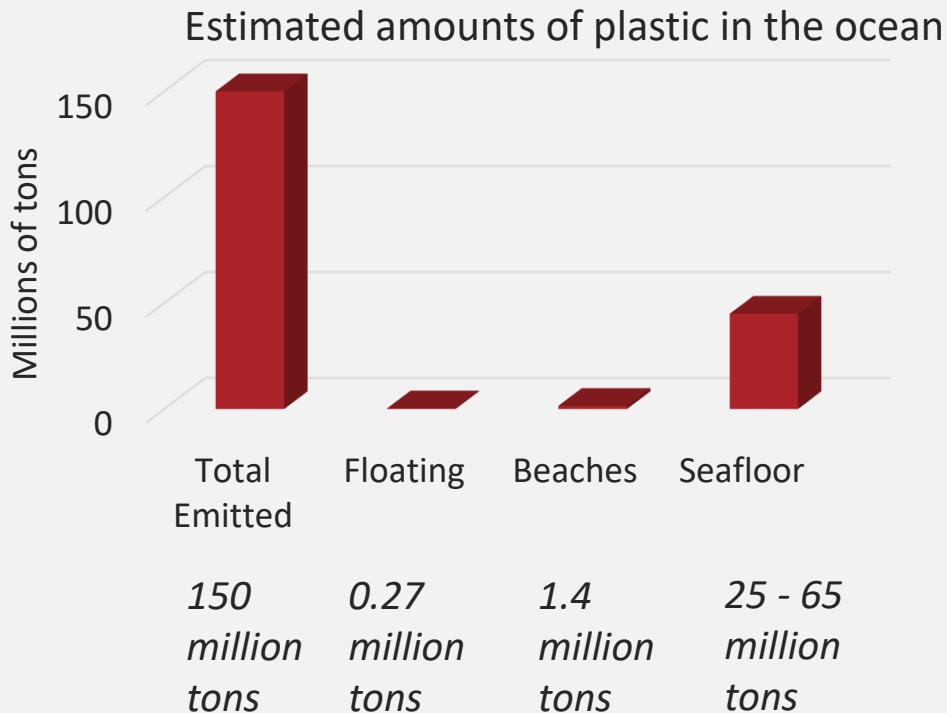 Estimated amounts of plastic in the ocean
Millions of tons
150
100
50
0
Total
Emitted
Floating
Beaches
Seafloor
150
million
tons
0.27
million
tons
1.4
million
tons
25 - 65
million
tons